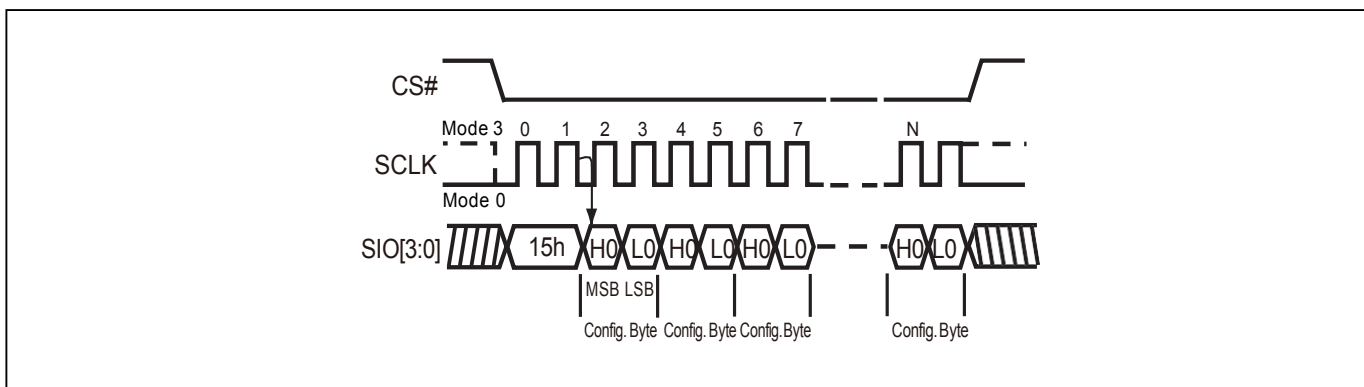 CS#
Mode 3 0 1 2 3 4 5 6 7 N
SCLK
Mode 0
SIO[3:0] 15h H0 L0 H0 L0 H0 L0 H0 L0
MSB LSB
Config. Byte Config. Byte Config. Byte Config. Byte